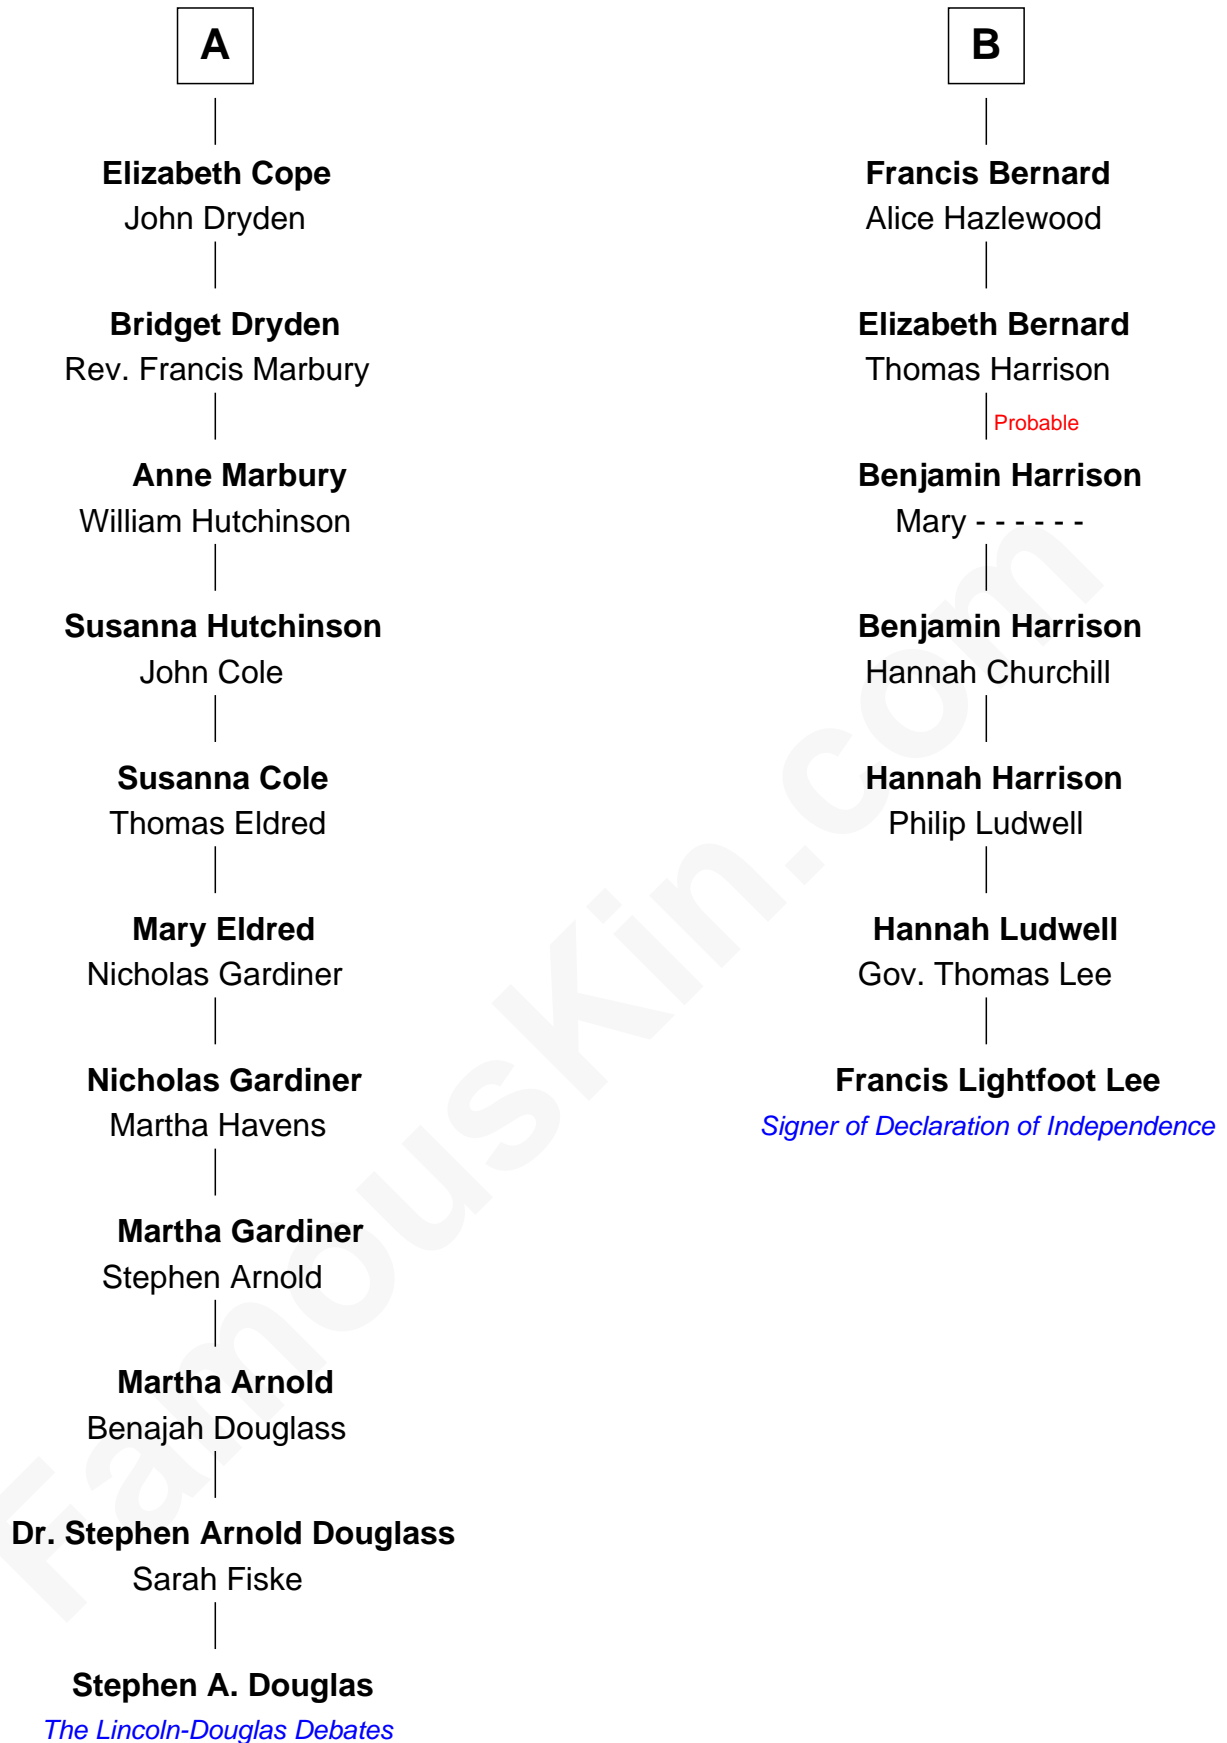 A
Elizabeth Cope
John Dryden
Bridget Dryden
Rev. Francis Marbury
Anne Marbury
William Hutchinson
Susanna Hutchinson
John Cole
Susanna Cole
Thomas Eldred
Mary Eldred
Nicholas Gardiner
Nicholas Gardiner
Martha Havens
Martha Gardiner
Stephen Arnold
Martha Arnold
Benajah Douglass
Dr. Stephen Arnold Douglass
Sarah Fiske
Stephen A. Douglas
The Lincoln-Douglas Debates
B
Francis Bernard
Alice Hazlewood
Elizabeth Bernard
Thomas Harrison
Probable
Benjamin Harrison
Mary - - - - - -
Benjamin Harrison
Hannah Churchill
Hannah Harrison
Philip Ludwell
Hannah Ludwell
Gov. Thomas Lee
Francis Lightfoot Lee
Signer of Declaration of Independence
FamousKin.com